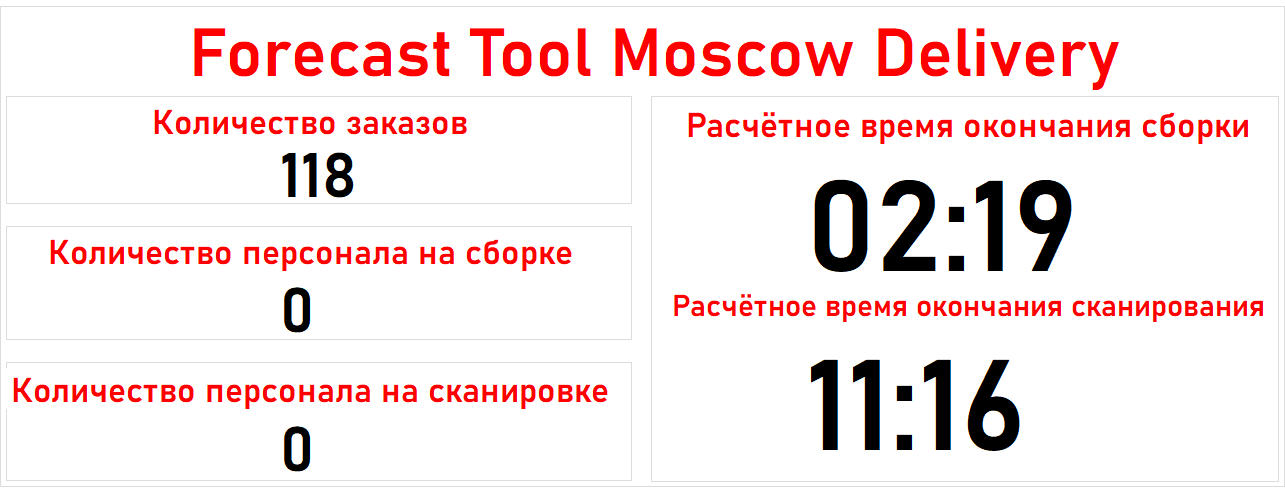 Forecast Tool Moscow Delivery
Количество заказов
118
Количество персонала на сборке
0
Количество персонала на сканировке
0
Расчётное время окончания сборки
02:19
Расчётное время окончания сканирования
11:16